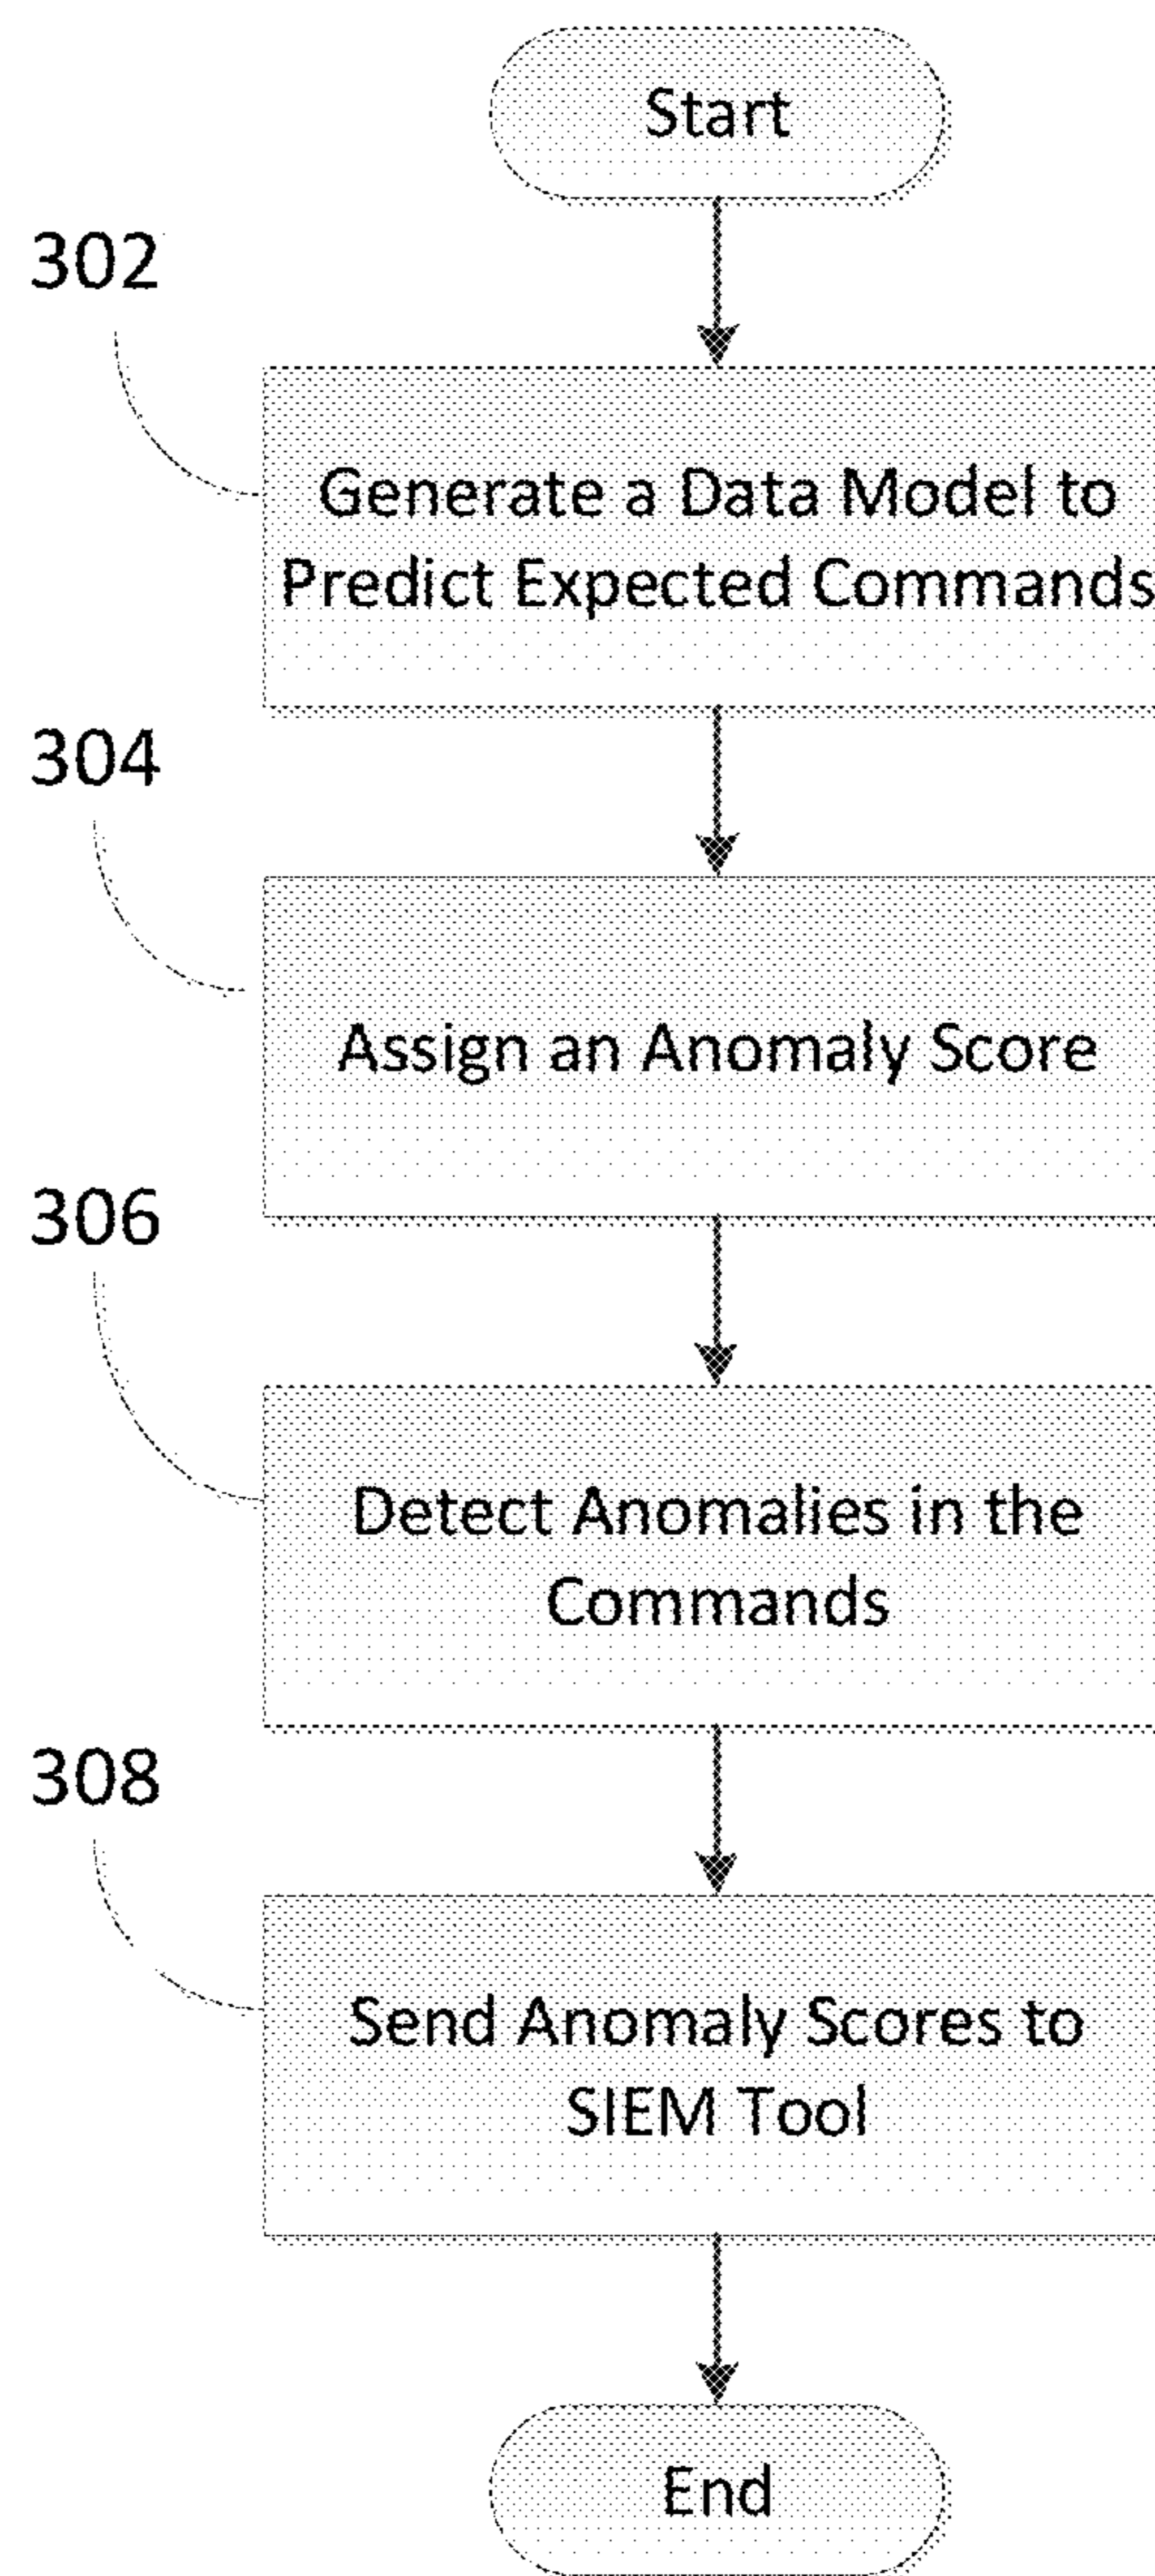 Start
302
Generate a Data Model to
Predict Expected Commands
304
Assign an Anomaly Score
306
Detect Anomalies in the
Commands
308
Send Anomaly Scores to
SIEM Tool
End